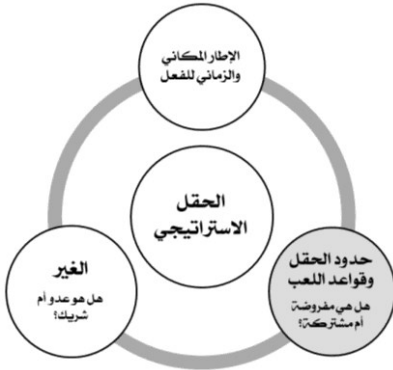 الإطار المكاني
والزماني للفعل
الحقل
الاستراتيجي
حدود الحقل
وقواعد اللعب
هل هي مفروضة
أم مشتركة؟
الغير
هل هو عدو أم
شريك؟